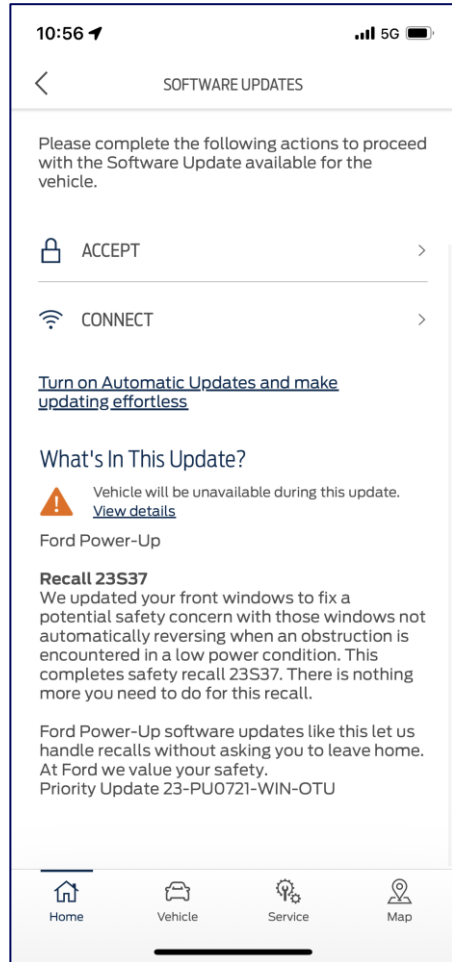 10:56
5G
SOFTWARE UPDATES
Please complete the following actions to proceed
with the Software Update available for the
vehicle.
ACCEPT
CONNECT
Turn on Automatic Updates and make
updating effortless
What's In This Update?
Vehicle will be unavailable during this update.
View details
Ford Power-Up
Recall 23S37
We updated your front windows to fix a
potential safety concern with those windows not
automatically reversing when an obstruction is
encountered in a low power condition. This
completes safety recall 23S37. There is nothing
more you need to do for this recall.
Ford Power-Up software updates like this let us
handle recalls without asking you to leave home.
At Ford we value your safety.
Priority Update 23-PU0721-WIN-OTU
Home Vehicle Service Map